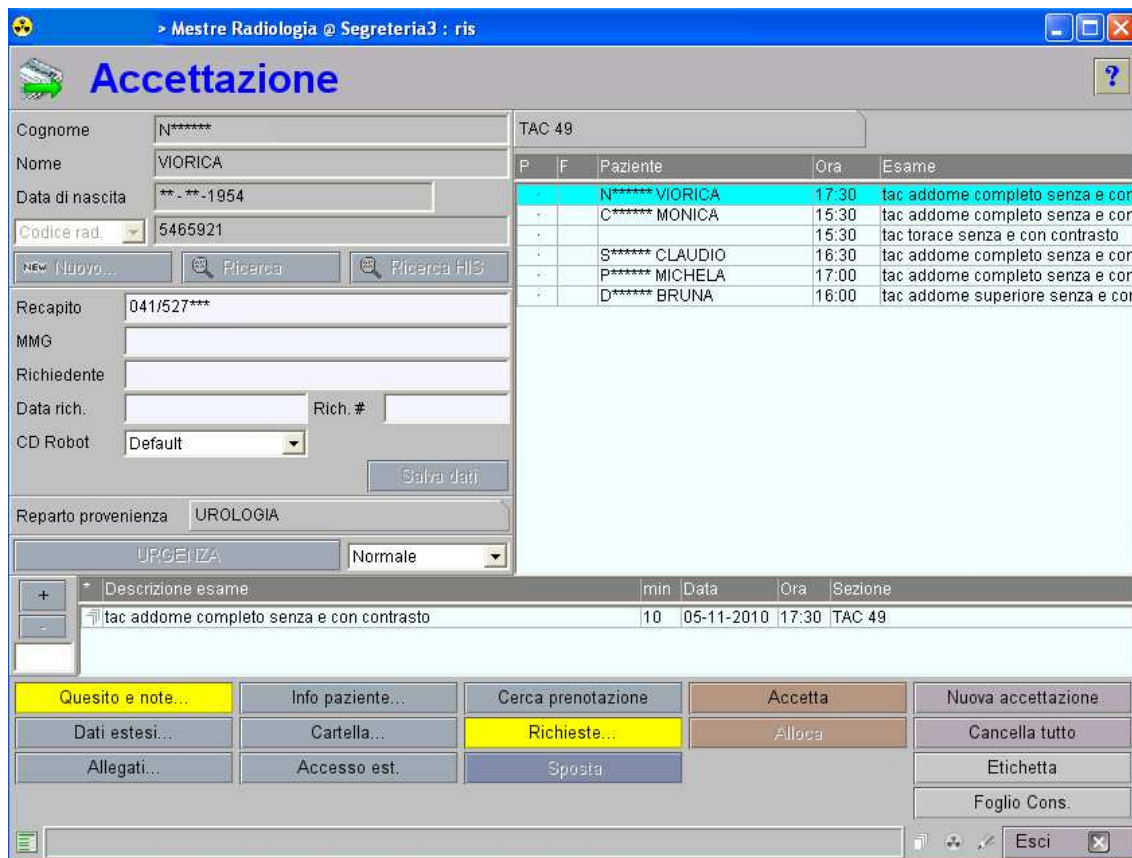 > Mestre Radiologia @ Segreteria3 : ris
Accettazione
?
Cognome N******
Nome VIORICA
Data di nascita ** - ** -1954
Codice rad. 5465921
NEW Nuovo... Ricerca Ricerca HIS
Recapito 041/527***
MMG
Richiedente
Data rich. Rich. #
CD Robot Default
Salva dati
Reparto provenienza UROLOGIA
URGENZA Normale
TAC 49
P F Paziente Ora Esame
N****** VIORICA 17:30 tac addome completo senza e cor
C****** MONICA 15:30 tac addome completo senza e cor
15:30 tac torace senza e con contrasto
S****** CLAUDIO 16:30 tac addome completo senza e cor
P****** MICHELA 17:00 tac addome completo senza e cor
D****** BRUNA 16:00 tac addome superiore senza e cor
+ * Descrizione esame min Data Ora Sezione
- tac addome completo senza e con contrasto 10 05-11-2010 17:30 TAC 49
Quesito e note... Info paziente... Cerca prenotazione Accetta Nuova accettazione
Dati estesi... Cartella... Richieste... Alloca Cancella tutto
Allegati... Accesso est. Sposta Etichetta
Foglio Cons.
Esci